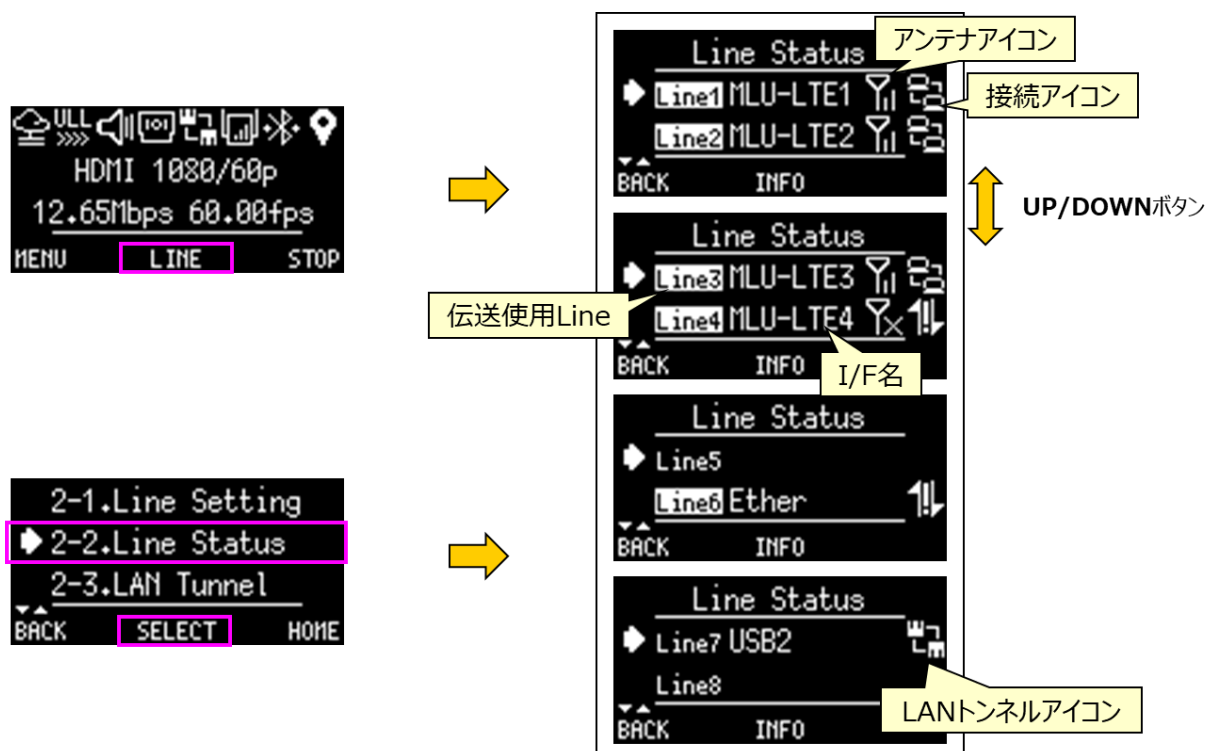 ULL
HDMI 1080/60p
12.65Mbps 60.00fps
MENU LINE STOP
2-1.Line Setting
2-2.Line Status
2-3.LAN Tunnel
BACK SELECT HOME
Line Status
Line1 MLU-LTE1
Line2 MLU-LTE2
BACK INFO
アンテナアイコン
接続アイコン
UP/DOWNボタン
Line Status
Line3 MLU-LTE3
Line4 MLU-LTE4
BACK INFO
伝送使用Line
I/F名
Line Status
Line5
Line6 Ether
BACK INFO
Line Status
Line7 USB2
Line8
BACK INFO
LANトンネルアイコン